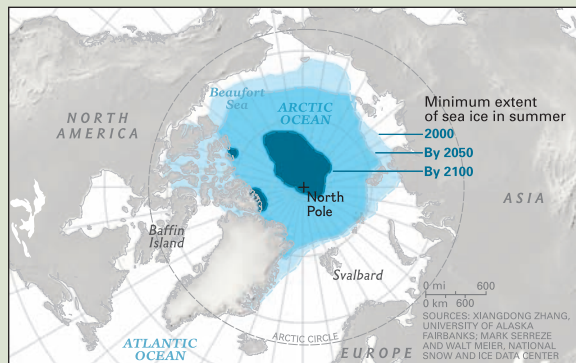 Beaufort
Sea
ARCTIC
OCEAN
NORTH
AMERICA
Minimum extent
of sea ice in summer
2000
By 2050
By 2100
North
Pole
ASIA
Baffin
Island
Svalbard
0 mi 600
0 km 600
ARCTIC CIRCLE
ATLANTIC
OCEAN
EUROPE
SOURCES: XIANGDONG ZHANG,
UNIVERSITY OF ALASKA
FAIRBANKS; MARK SERREZE
AND WALT MEIER, NATIONAL
SNOW AND ICE DATA CENTER